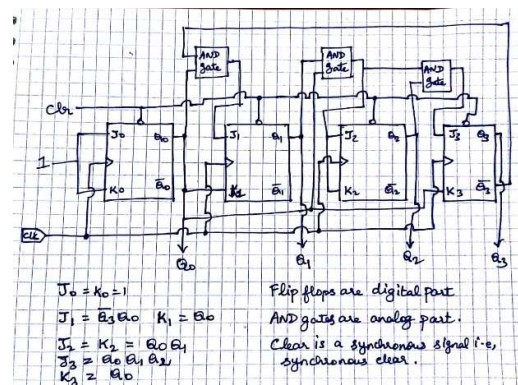 AND gate
AND gate
AND gate
Clr
J0 Q0
J1 Q1
J2 Q2
J3 Q3
1
K0 Q̅0
K1 Q̅1
K2 Q̅2
K3 Q̅3
Clk
Q0
Q1
Q2
Q3
J0 = K0 = 1
J1 = Q̅3 Q0 K1 = Q0
J2 = K2 = Q0 Q1
J3 = Q0 Q1 Q2
K3 = Q0
Flip flops are digital part
AND gates are analog part.
Clear is a synchronous signal i-e,
synchronous clear.